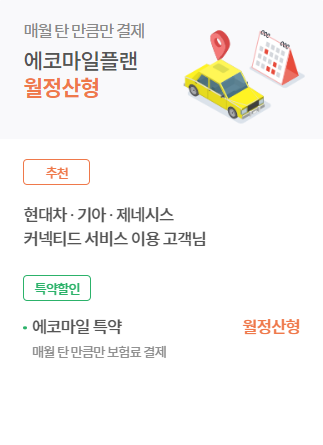 매월 탄 만큼만 결제
에코마일플랜
월정산형
추천
현대차 · 기아 · 제네시스
커넥티드 서비스 이용 고객님
특약할인
• 에코마일 특약 월정산형
매월 탄 만큼만 보험료 결제